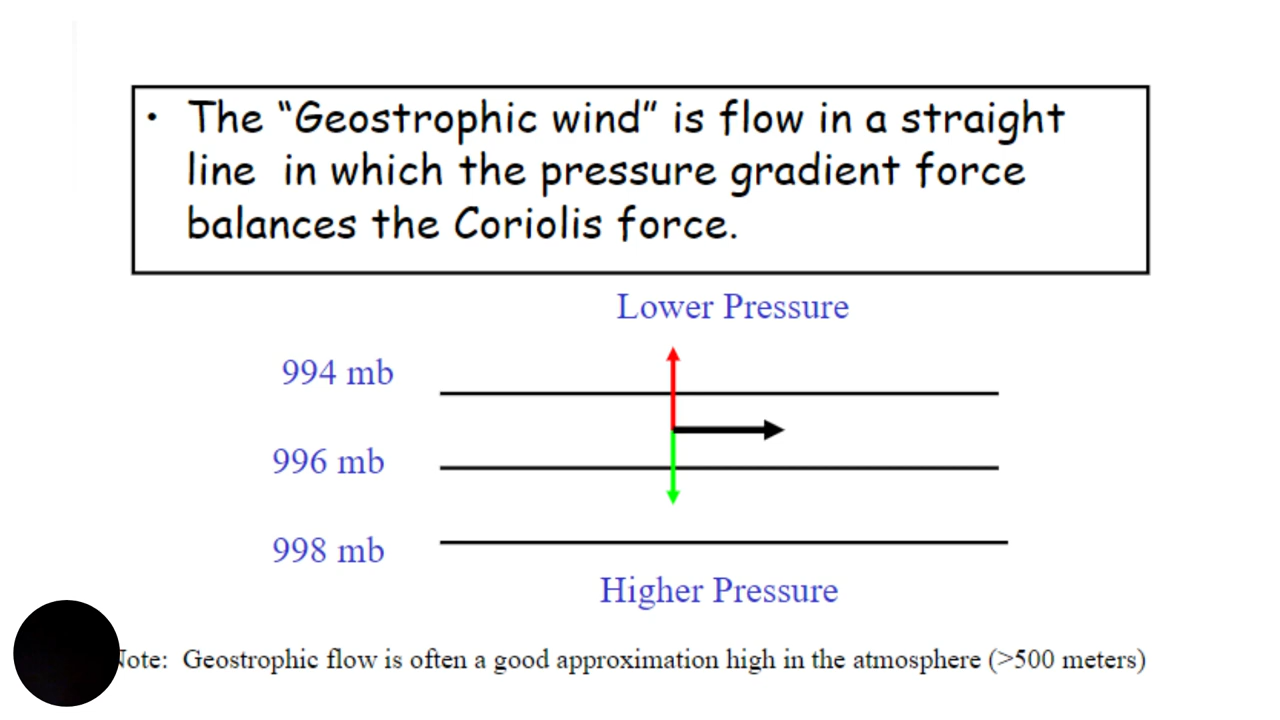 • The “Geostrophic wind” is flow in a straight
line in which the pressure gradient force
balances the Coriolis force.
Lower Pressure
994 mb
996 mb
998 mb
Higher Pressure
Geostrophic flow is often a good approximation high in the atmosphere (>500 meters)